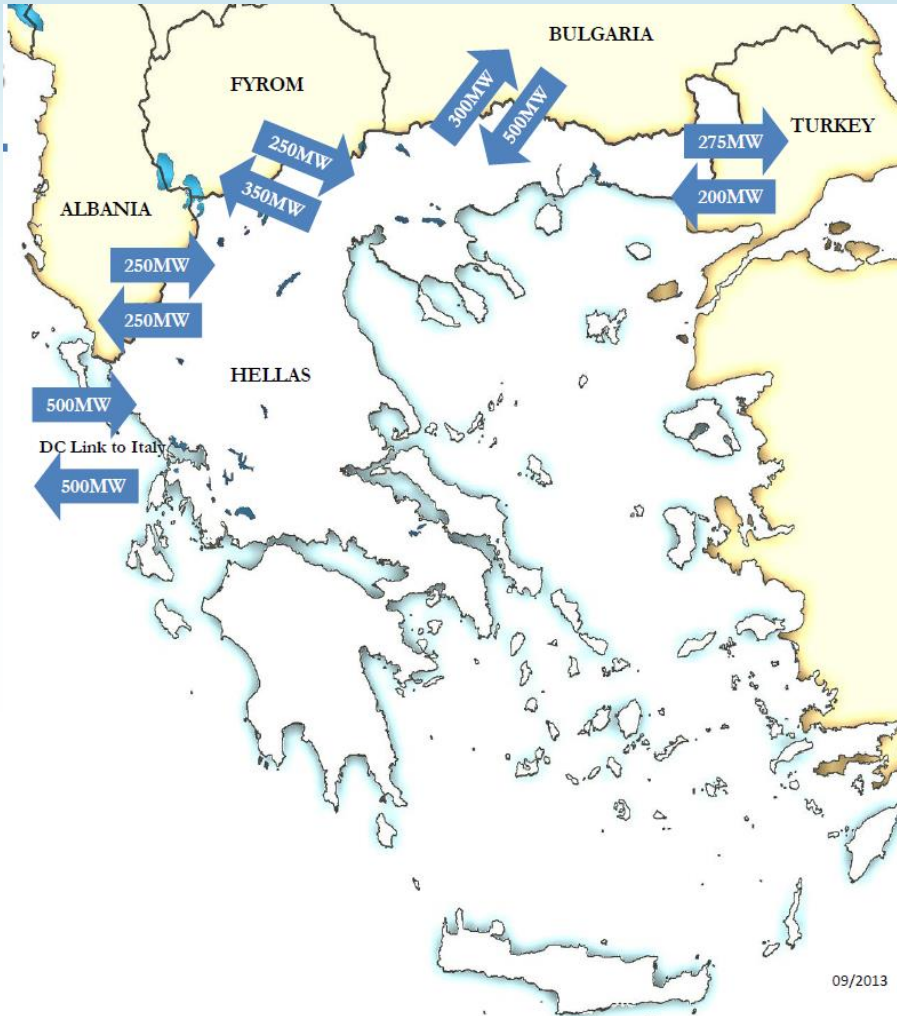 BULGARIA
FYROM
300MW
500MW
TURKEY
275MW
250MW
350MW
200MW
ALBANIA
250MW
250MW
HELLAS
500MW
DC Link to Italy
500MW
09/2013